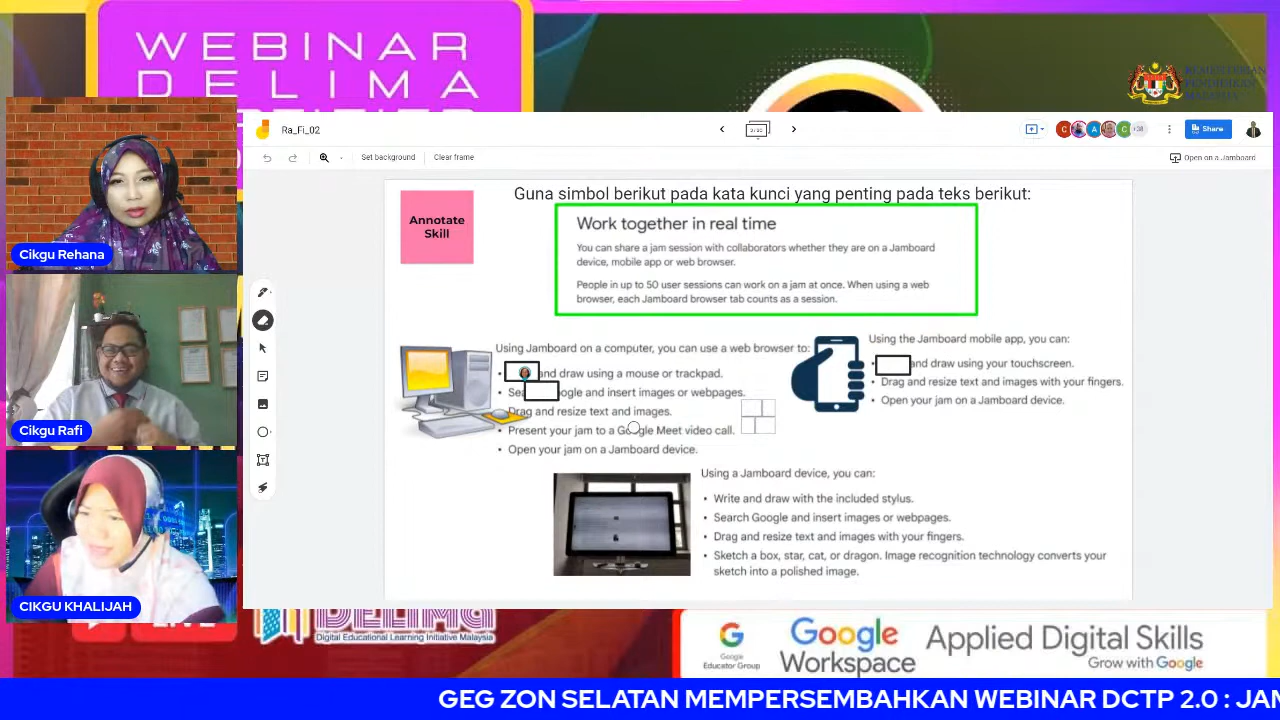 WEBINAR
DELIMA
KEMENTERIAN
PENDIDIKAN
MALAYSIA
Ra_Fi_02
Share
Set background
Clear frame
Open on a Jamboard
Annotate
Skill
Guna simbol berikut pada kata kunci yang penting pada teks berikut:
Work together in real time
You can share a jam session with collaborators whether they are on a Jamboard
device, mobile app or web browser.
People in up to 50 user sessions can work on a jam at once. When using a web
browser, each Jamboard browser tab counts as a session.
Using Jamboard on a computer, you can use a web browser to:
• and draw using a mouse or trackpad.
• and insert images or webpages.
Drag and resize text and images.
• Present your jam to a Google Meet video call.
• Open your jam on a Jamboard device.
Using the Jamboard mobile app, you can:
• and draw using your touchscreen.
• Drag and resize text and images with your fingers.
• Open your jam on a Jamboard device.
Using a Jamboard device, you can:
• Write and draw with the included stylus.
• Search Google and insert images or webpages.
• Drag and resize text and images with your fingers.
• Sketch a box, star, cat, or dragon. Image recognition technology converts your
sketch into a polished image.
Cikgu Rehana
Cikgu Rafi
CIKGU KHALIJAH
DELIMa
Digital Educational Learning Initiative Malaysia
Google
Educator Group
Google
Workspace
Applied Digital Skills
Grow with Google
GEG ZON SELATAN MEMPERSEMBAHKAN WEBINAR DCTP 2.0 : JAM